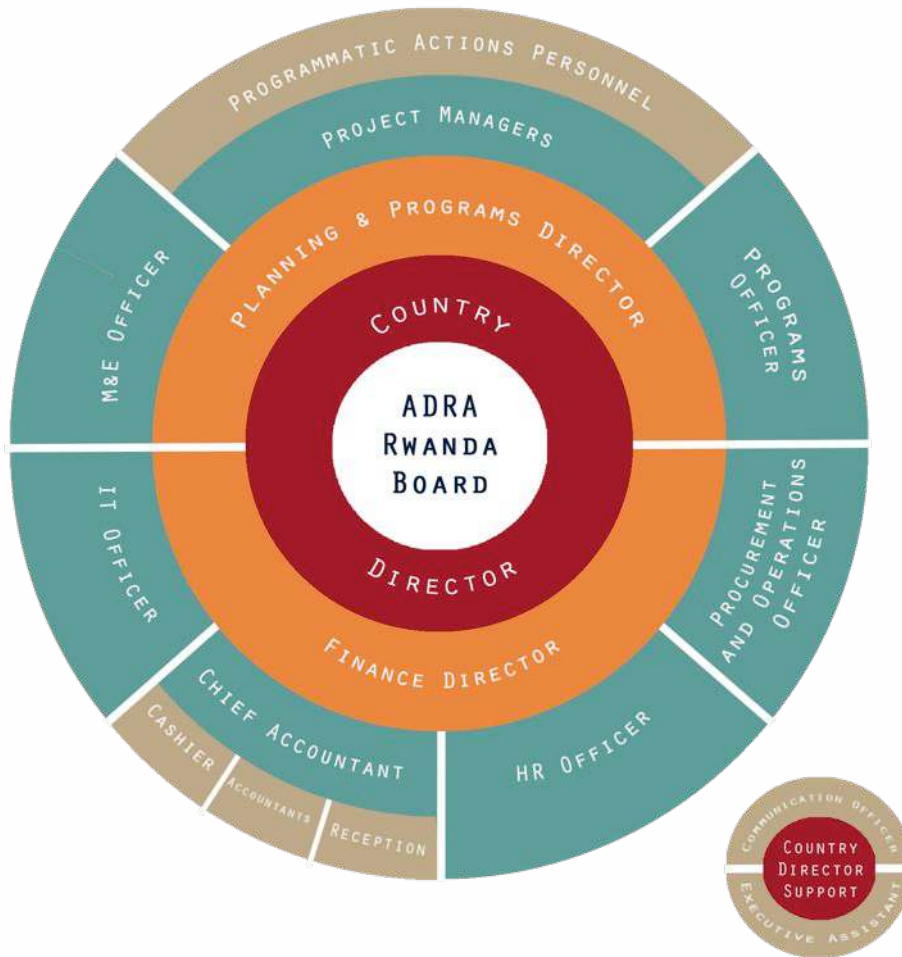 Programmatic Actions Personnel
Project Managers
Planning & Programs Director
Country
Director
ADRA
Rwanda
Board
M&E Officer
Programs
Officer
IT Officer
Procurement
and Operations
Officer
Finance Director
Chief Accountant
HR Officer
Cashier
Accountants
Reception
Communication Officer
Country
Director
Support
Executive Assistant